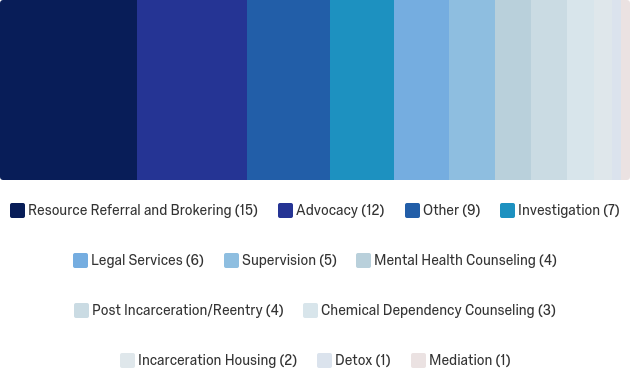 Resource Referral and Brokering (15) Advocacy (12) Other (9) Investigation (7)
Legal Services (6) Supervision (5) Mental Health Counseling (4)
Post Incarceration/Reentry (4) Chemical Dependency Counseling (3)
Incarceration Housing (2) Detox (1) Mediation (1)